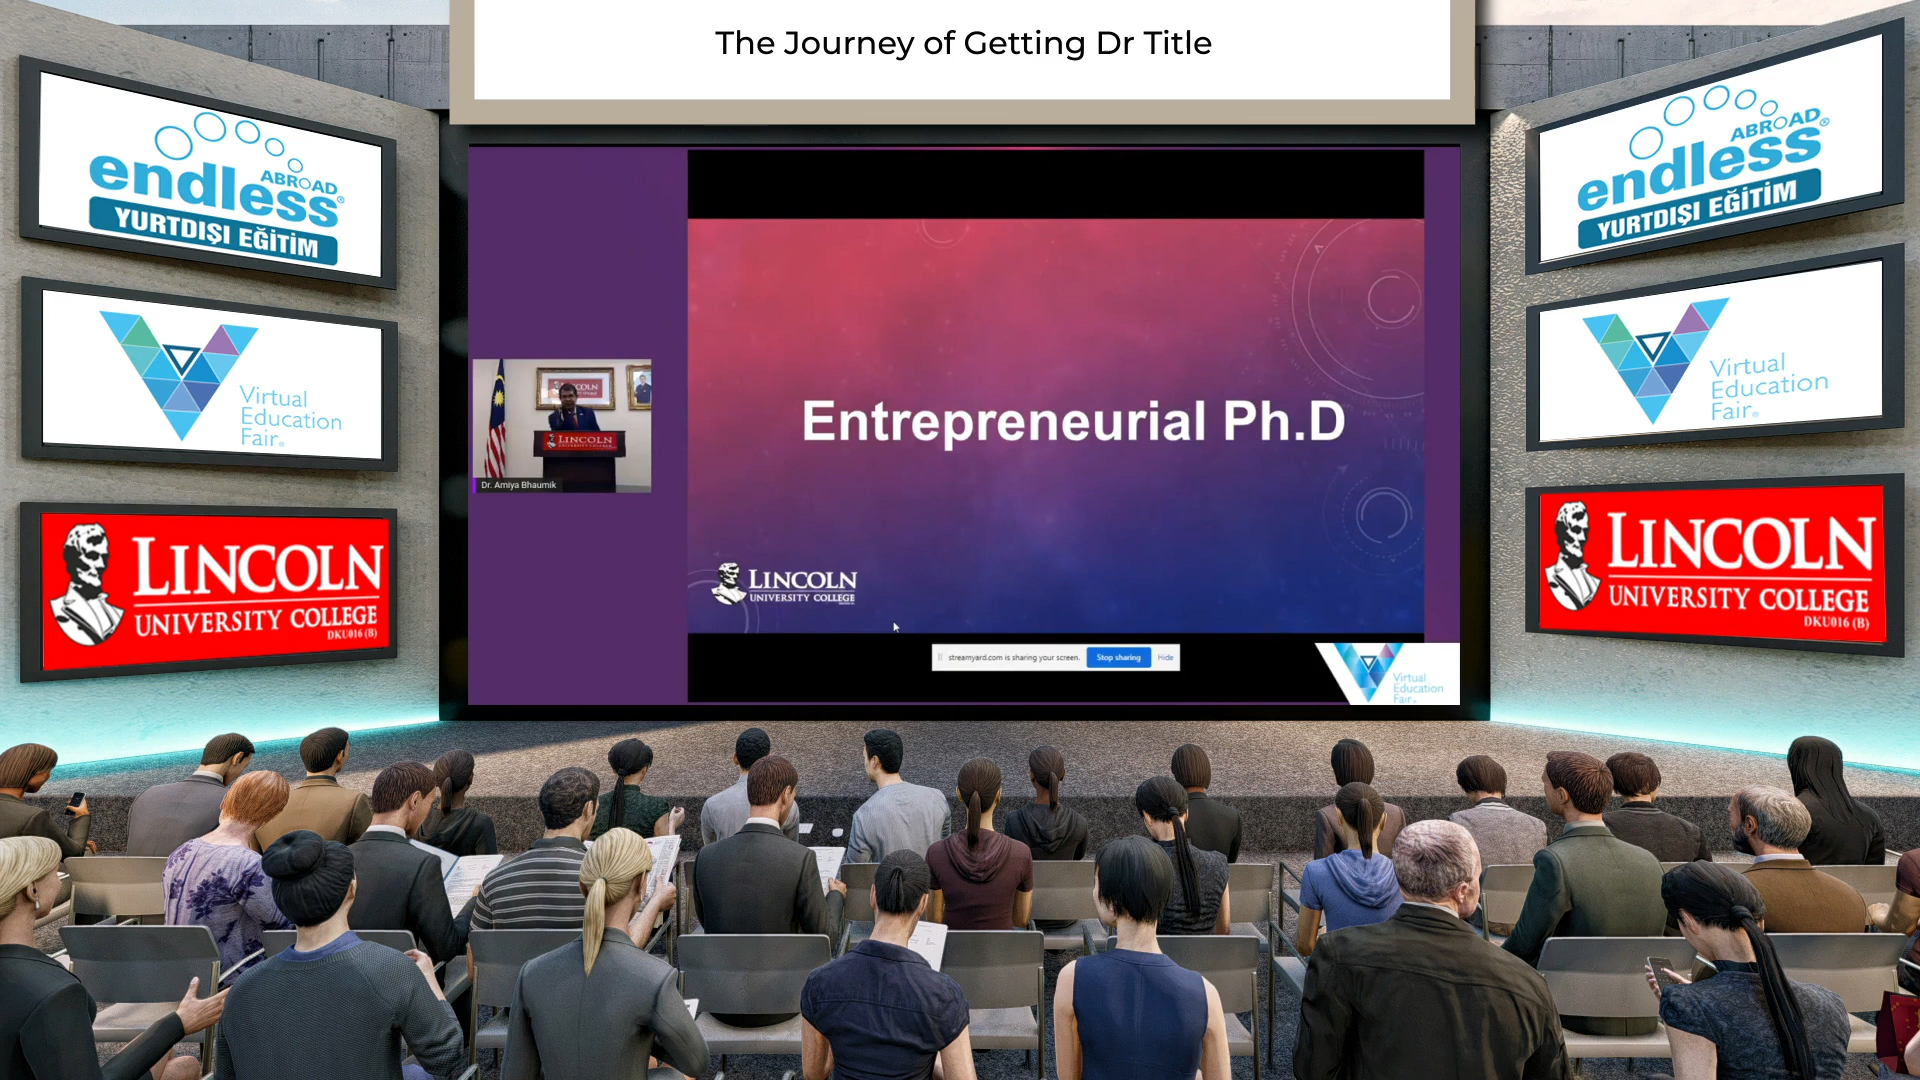 The Journey of Getting Dr Title
ABROAD
endless®
YURTDIŞI EĞİTİM
Virtual
Education
Fair®
LINCOLN
UNIVERSITY COLLEGE
DKU016 (B)
LINCOLN
Dr. Amiya Bhaumik
Entrepreneurial Ph.D
LINCOLN
UNIVERSITY COLLEGE
streamyard.com is sharing your screen.
Stop sharing
Hide
Virtual
Education
Fair®
ABROAD®
endless
YURTDIŞI EĞİTİM
Virtual
Education
Fair®
LINCOLN
UNIVERSITY COLLEGE
DKU016 (B)